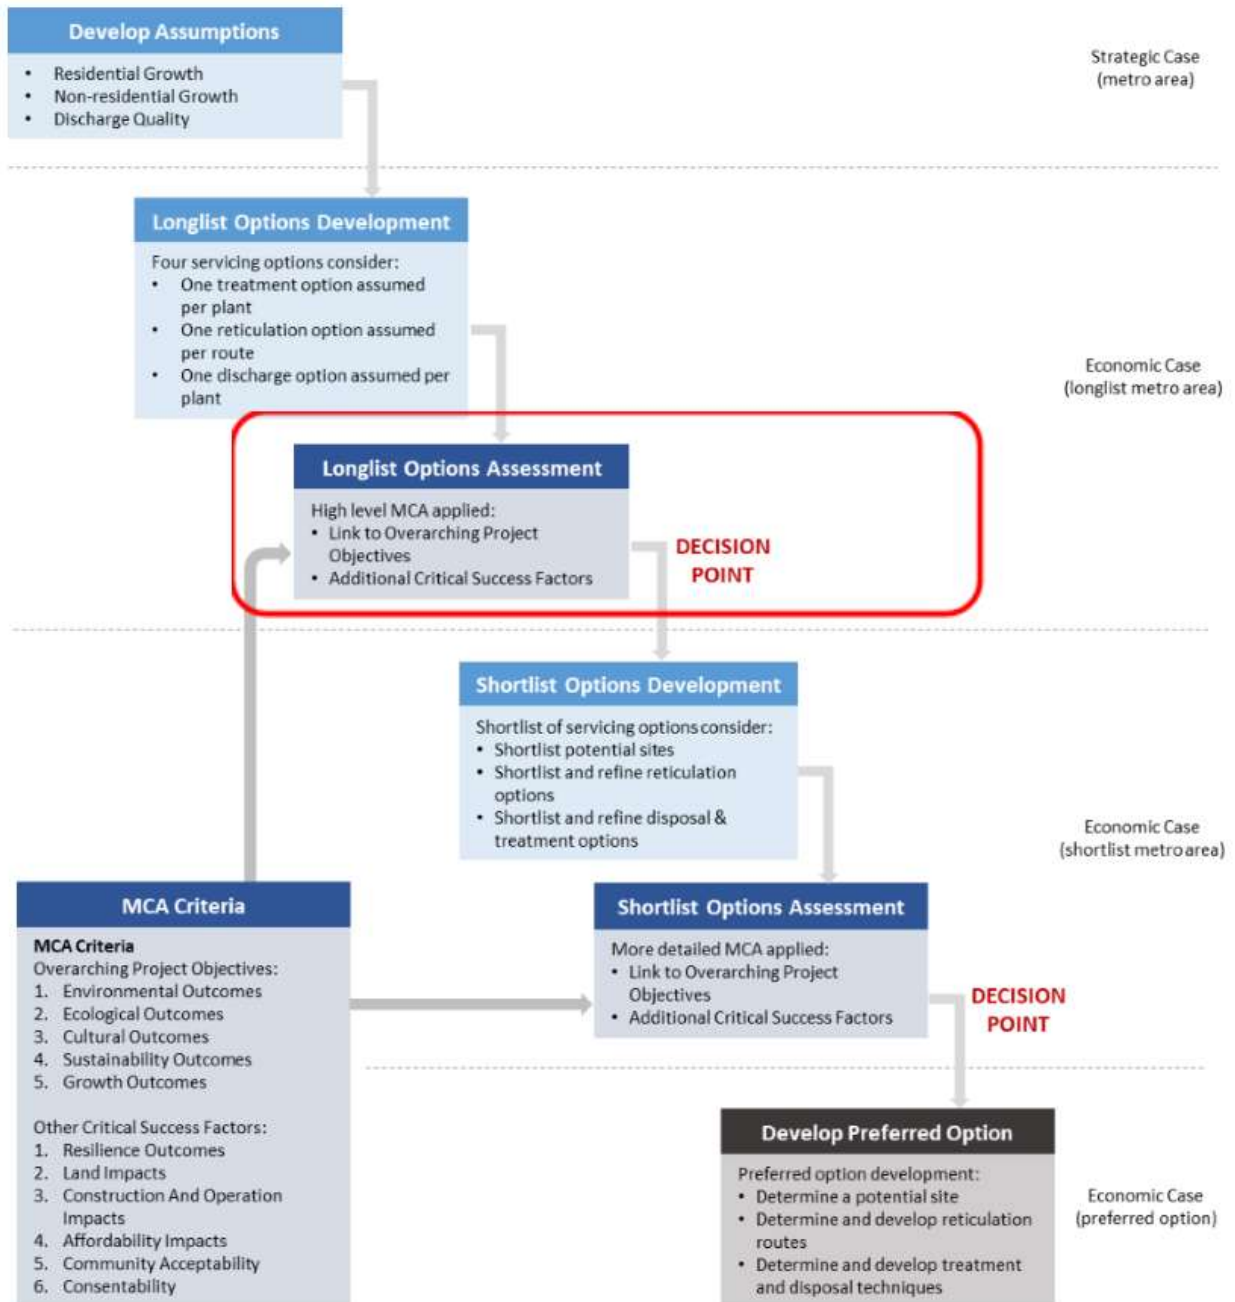 Develop Assumptions
• Residential Growth
• Non-residential Growth
• Discharge Quality
Strategic Case
(metro area)
Longlist Options Development
Four servicing options consider:
• One treatment option assumed
per plant
• One reticulation option assumed
per route
• One discharge option assumed per
plant
Economic Case
(longlist metro area)
Longlist Options Assessment
High level MCA applied:
• Link to Overarching Project
Objectives
• Additional Critical Success Factors
DECISION
POINT
Shortlist Options Development
Shortlist of servicing options consider:
• Shortlist potential sites
• Shortlist and refine reticulation
options
• Shortlist and refine disposal &
treatment options
Economic Case
(shortlist metro area)
MCA Criteria
MCA Criteria
Overarching Project Objectives:
1. Environmental Outcomes
2. Ecological Outcomes
3. Cultural Outcomes
4. Sustainability Outcomes
5. Growth Outcomes
Other Critical Success Factors:
1. Resilience Outcomes
2. Land Impacts
3. Construction And Operation
Impacts
4. Affordability Impacts
5. Community Acceptability
6. Consentability
Shortlist Options Assessment
More detailed MCA applied:
• Link to Overarching Project
Objectives
• Additional Critical Success Factors
DECISION
POINT
Develop Preferred Option
Preferred option development:
• Determine a potential site
• Determine and develop reticulation
routes
• Determine and develop treatment
and disposal techniques
Economic Case
(preferred option)